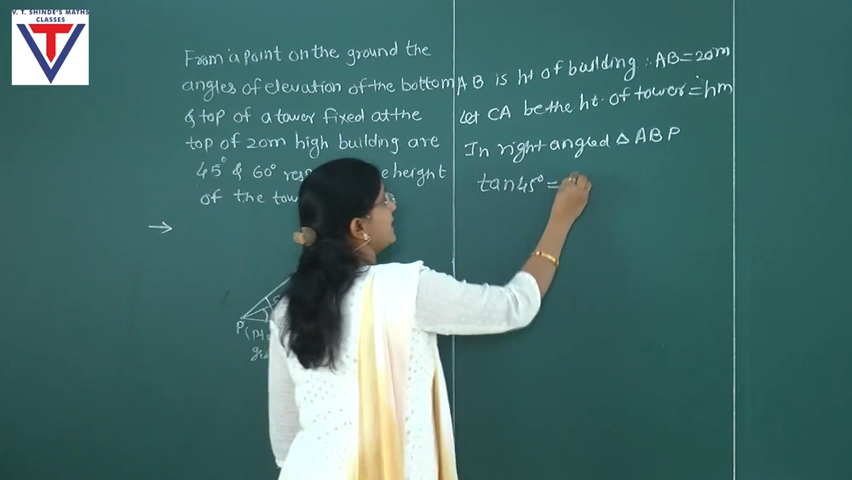 V. T. SHINDE'S MATHS
CLASSES
VT
From a point on the ground the
angles of elevation of the bottom
& top of a tower fixed at the
top of 20m high building are
45° & 60° height
of the
→
P
AB is ht of building ∴ AB = 20m
Let CA be the ht. of tower = hm
In right angled △ ABP
tan45° =